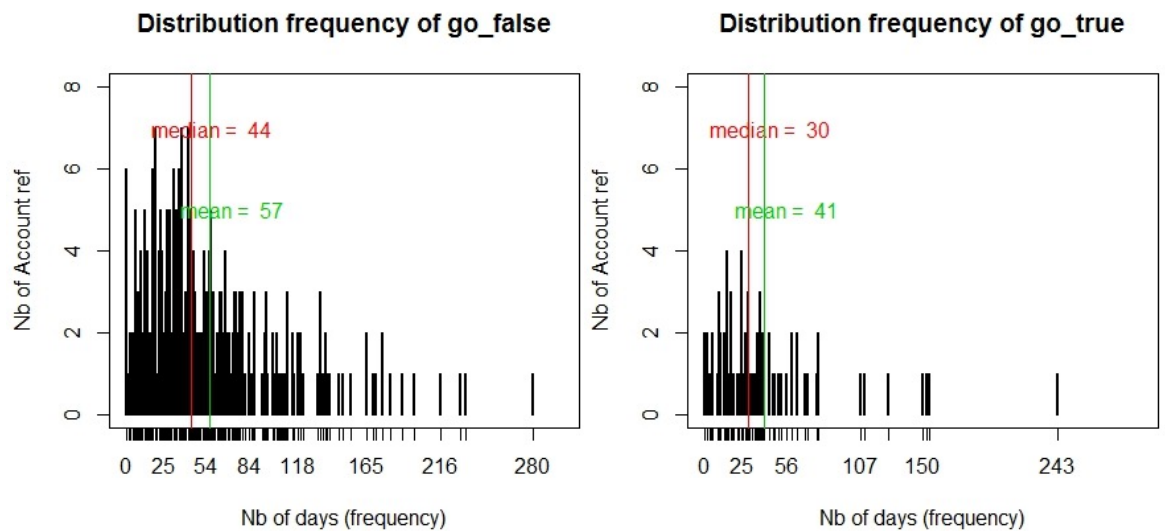 Distribution frequency of go_false
Nb of Account ref
8
6
4
2
0
median = 44
mean = 57
0 25 54 84 118 165 216 280
Nb of days (frequency)
Distribution frequency of go_true
Nb of Account ref
8
6
4
2
0
median = 30
mean = 41
0 25 56 107 150 243
Nb of days (frequency)